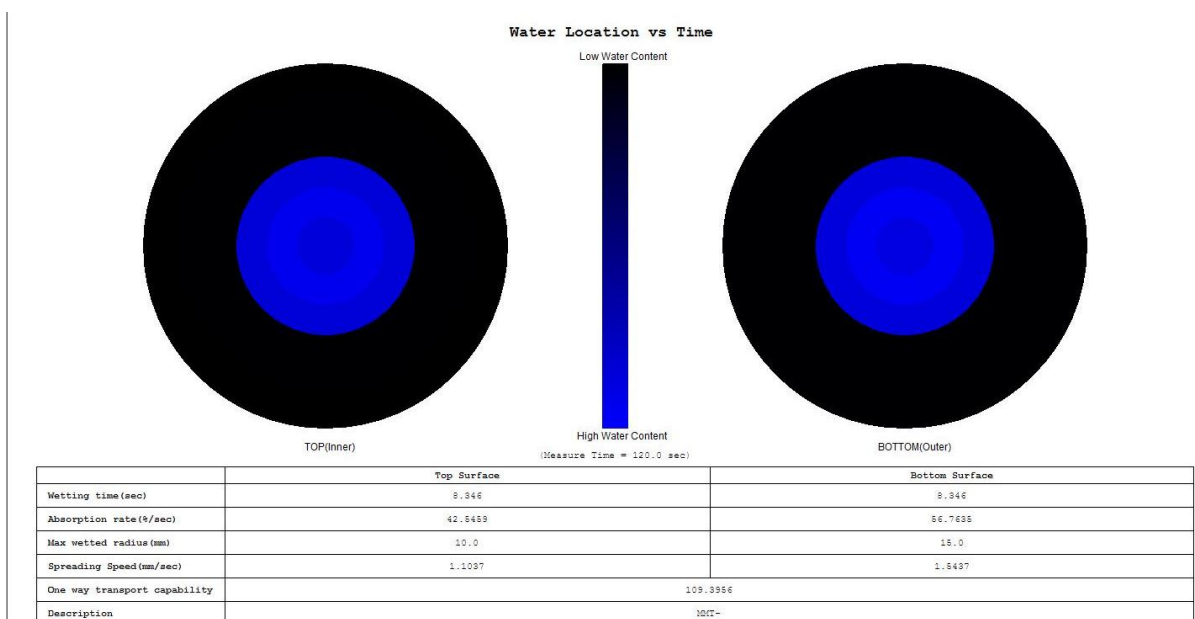 Water Location vs Time
Low Water Content
High Water Content
TOP(Inner)
(Measure Time = 120.0 sec)
BOTTOM(Outer)
Top Surface Bottom Surface
Wetting time(sec) 8.346 8.346
Absorption rate(%/sec) 42.5459 56.7635
Max wetted radius(mm) 10.0 15.0
Spreading Speed(mm/sec) 1.1037 1.5437
One way transport capability 109.3956
Description MMT-